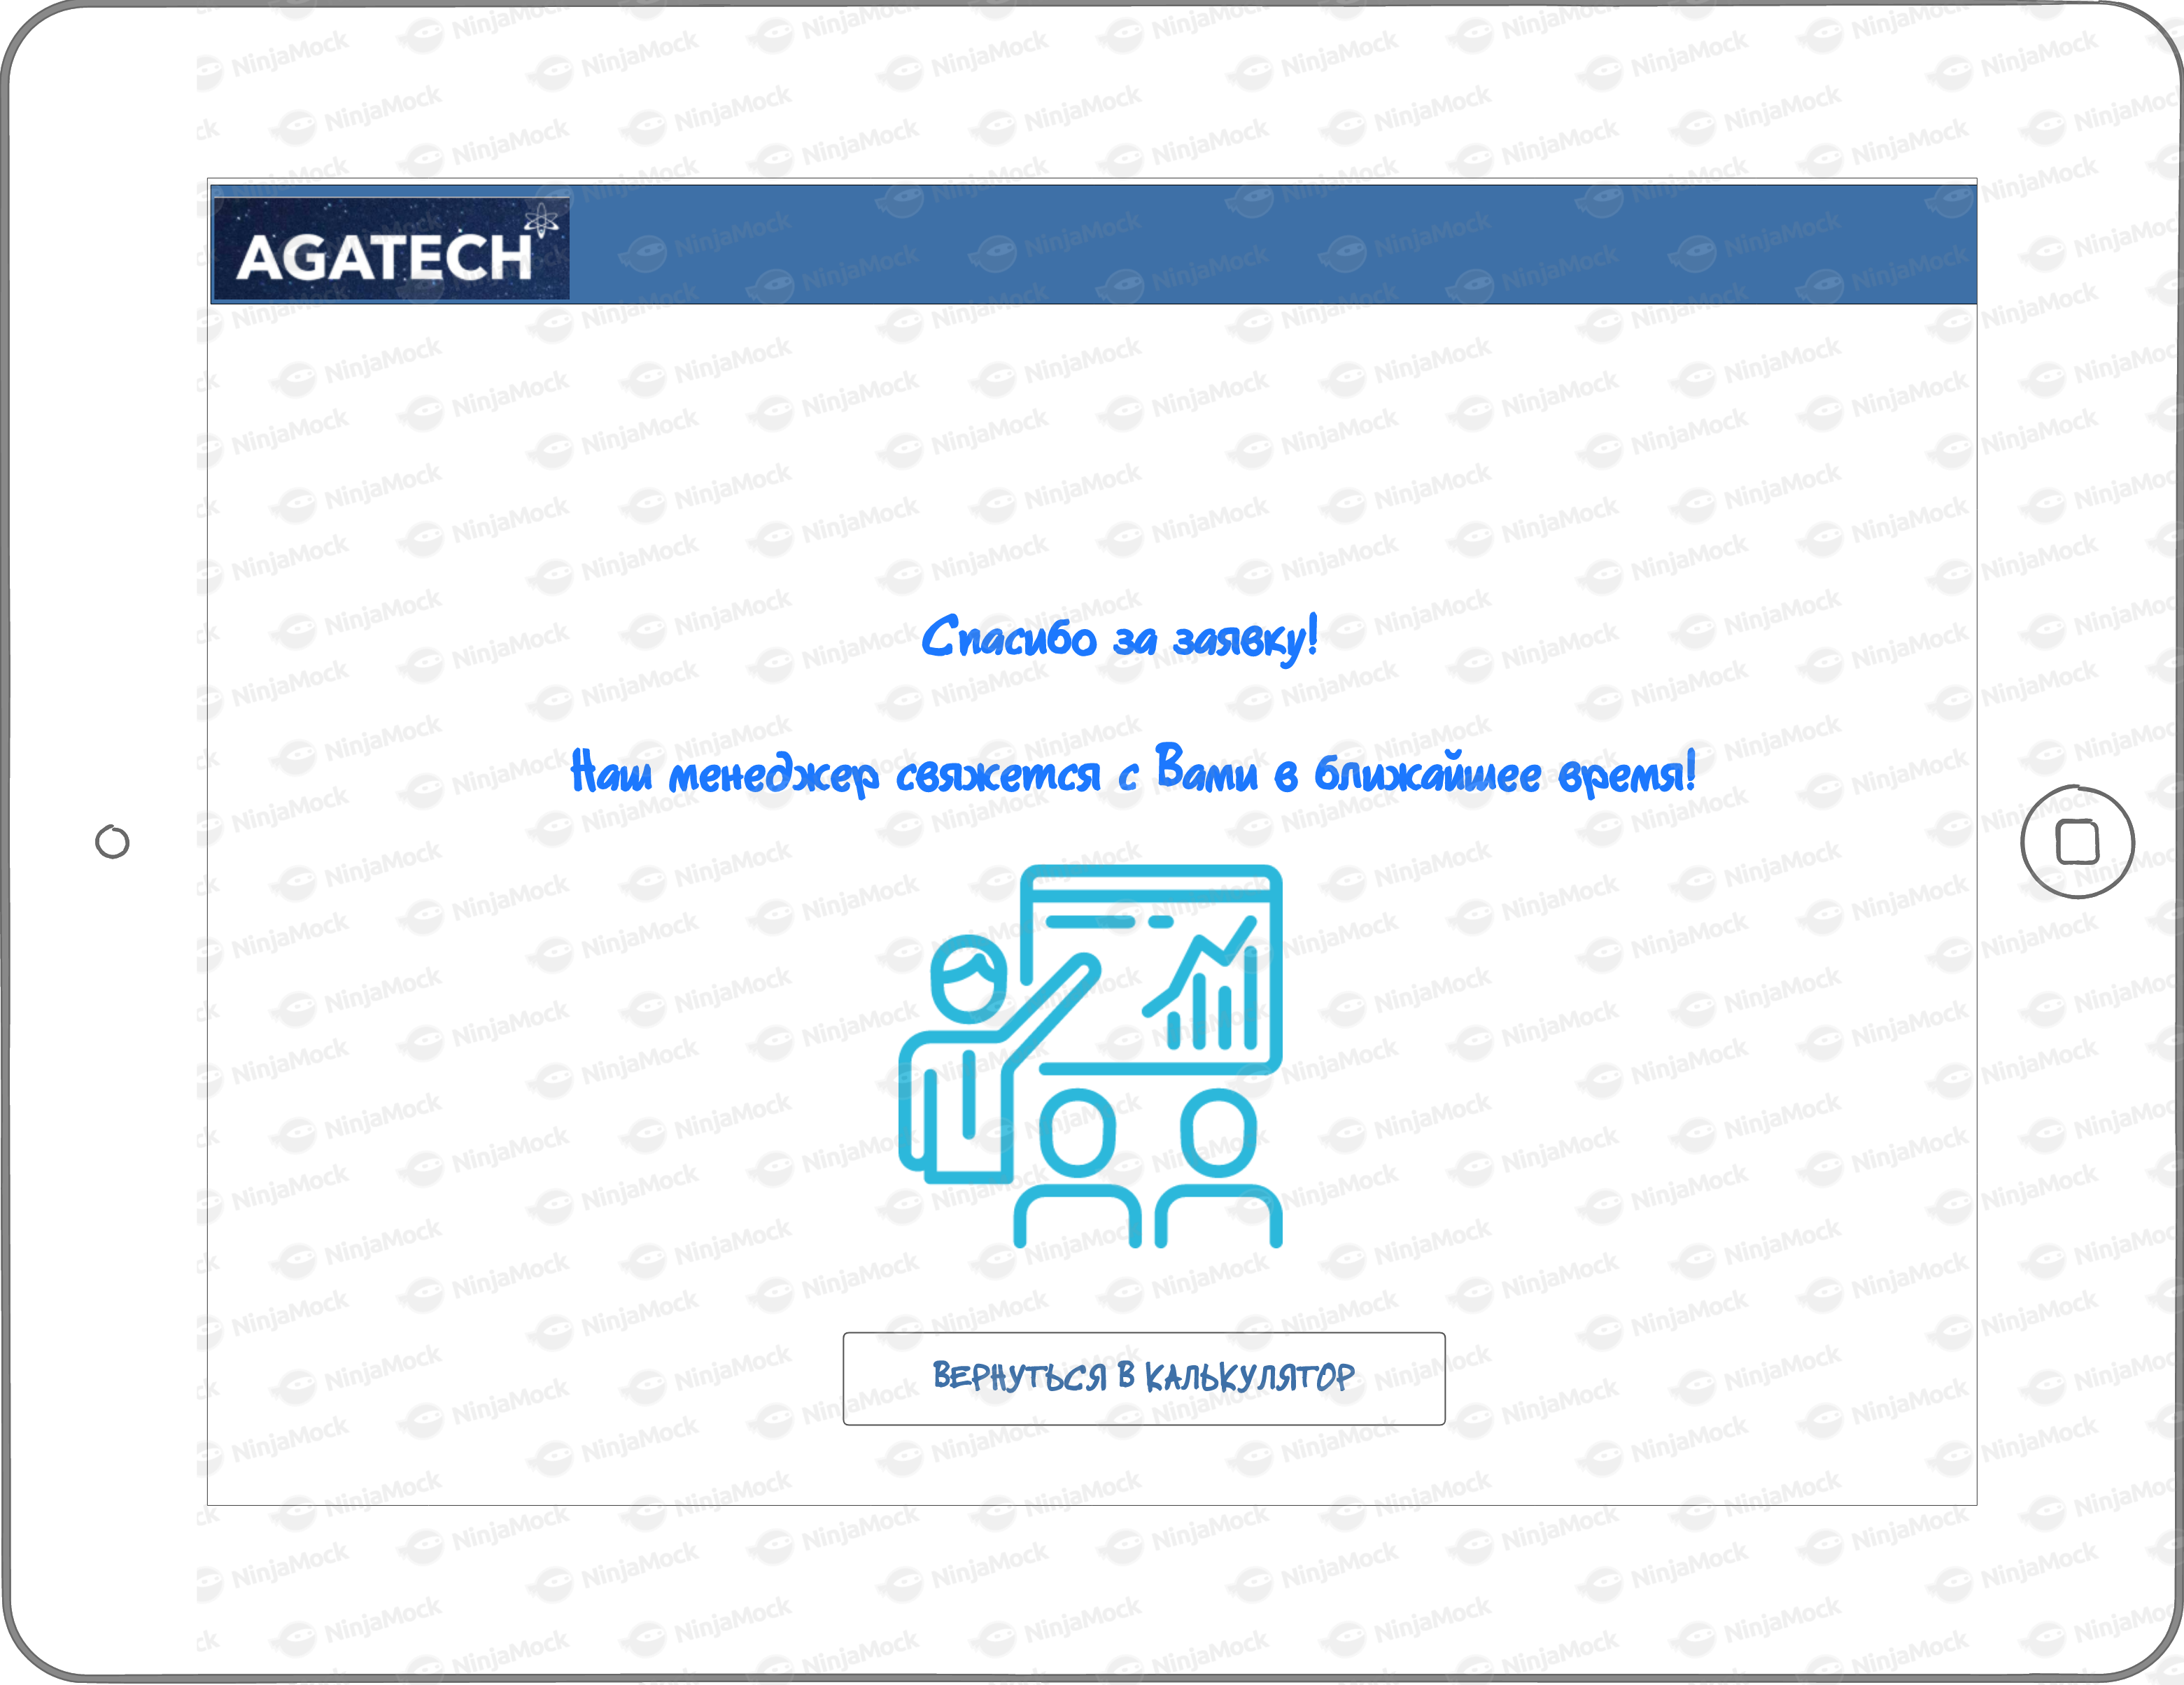 AGATECH
Спасибо за заявку!
Наш менеджер свяжется с Вами в ближайшее время!
ВЕРНУТЬСЯ В КАЛЬКУЛЯТОР
NinjaMock